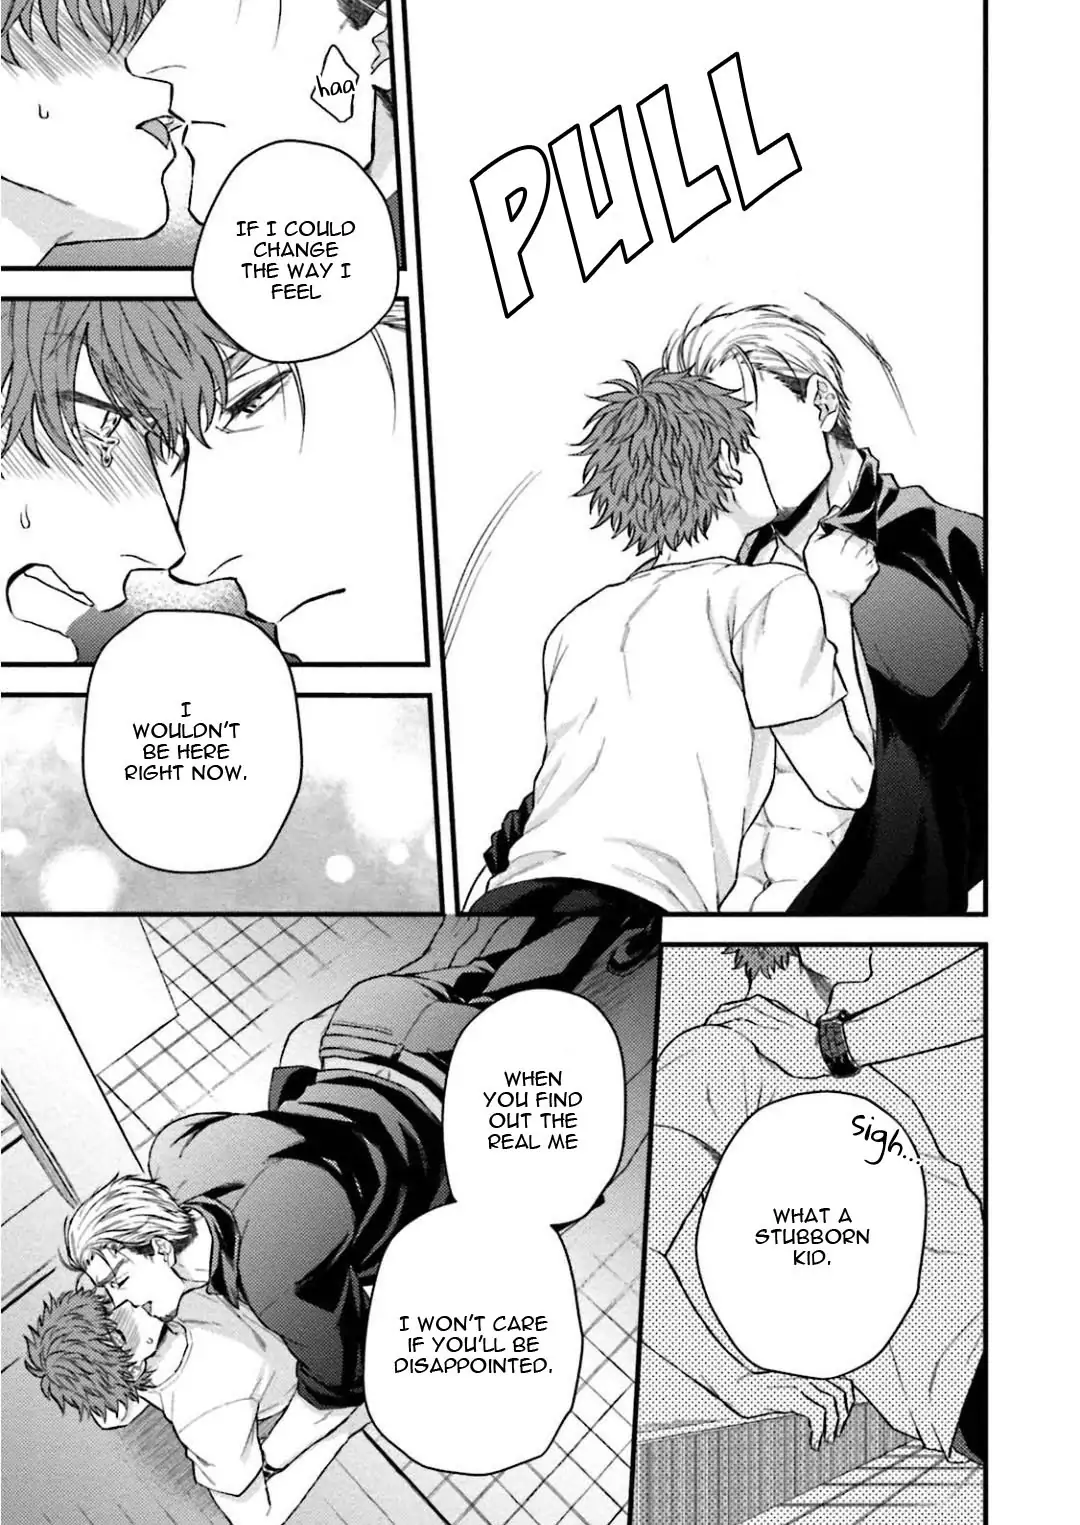 PULL
haa
IF I COULD
CHANGE
THE WAY I
FEEL
I
WOULDN'T
BE HERE
RIGHT NOW.
sigh...
WHAT A
STUBBORN
KID.
WHEN
YOU FIND
OUT THE
REAL ME
I WON'T CARE
IF YOU'LL BE
DISAPPOINTED.